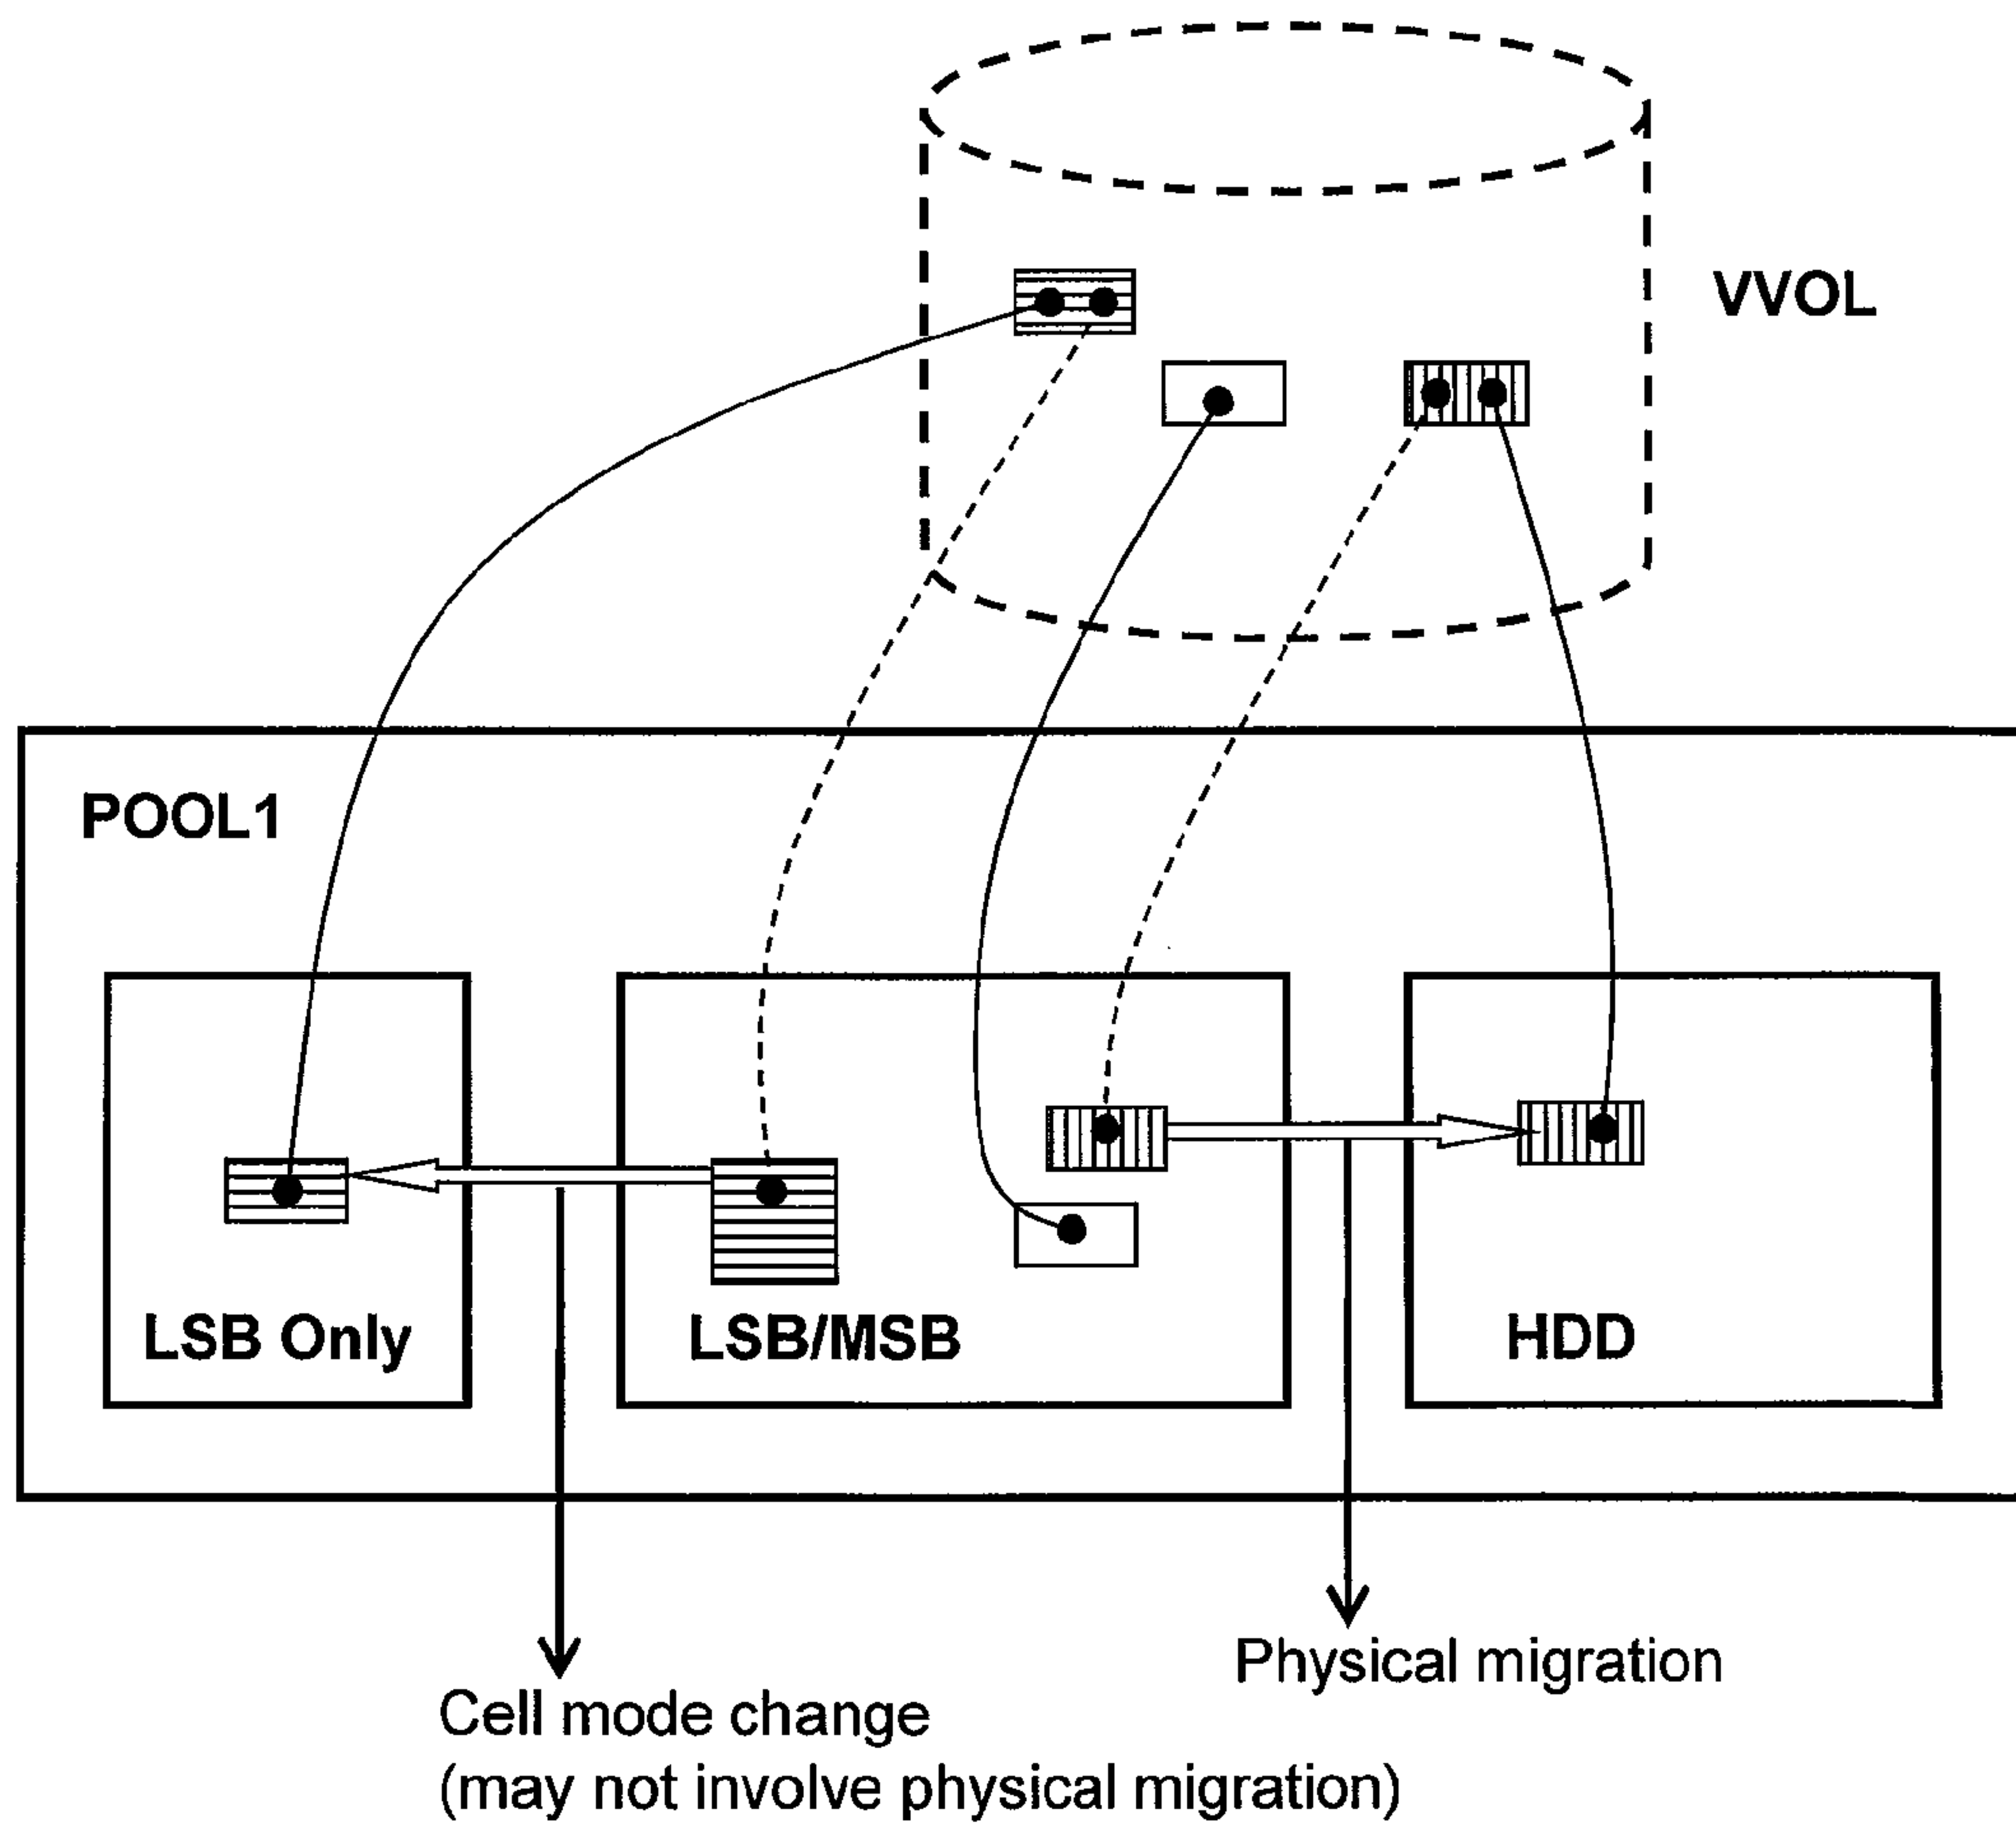 VVOL
POOL1
LSB Only
LSB/MSB
HDD
Physical migration
Cell mode change
(may not involve physical migration)